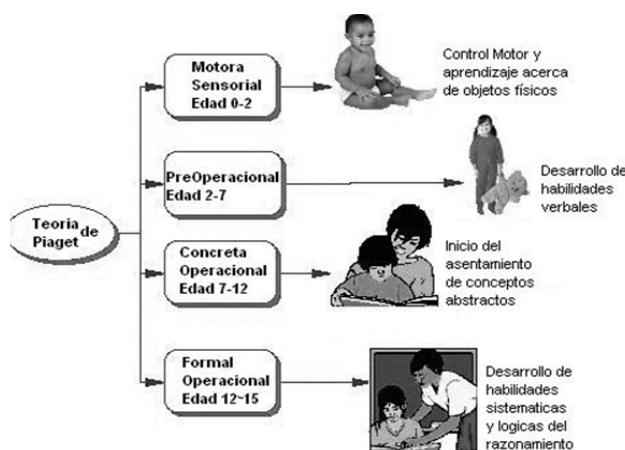 Teoria de
Piaget
Motora
Sensorial
Edad 0-2
Control Motor y
aprendizaje acerca
de objetos físicos
PreOperacional
Edad 2-7
Desarrollo de
habilidades
verbales
Concreta
Operacional
Edad 7-12
Inicio del
asentamiento
de conceptos
abstractos
Formal
Operacional
Edad 12~15
Desarrollo de
habilidades
sistematicas
y logicas del
razonamiento